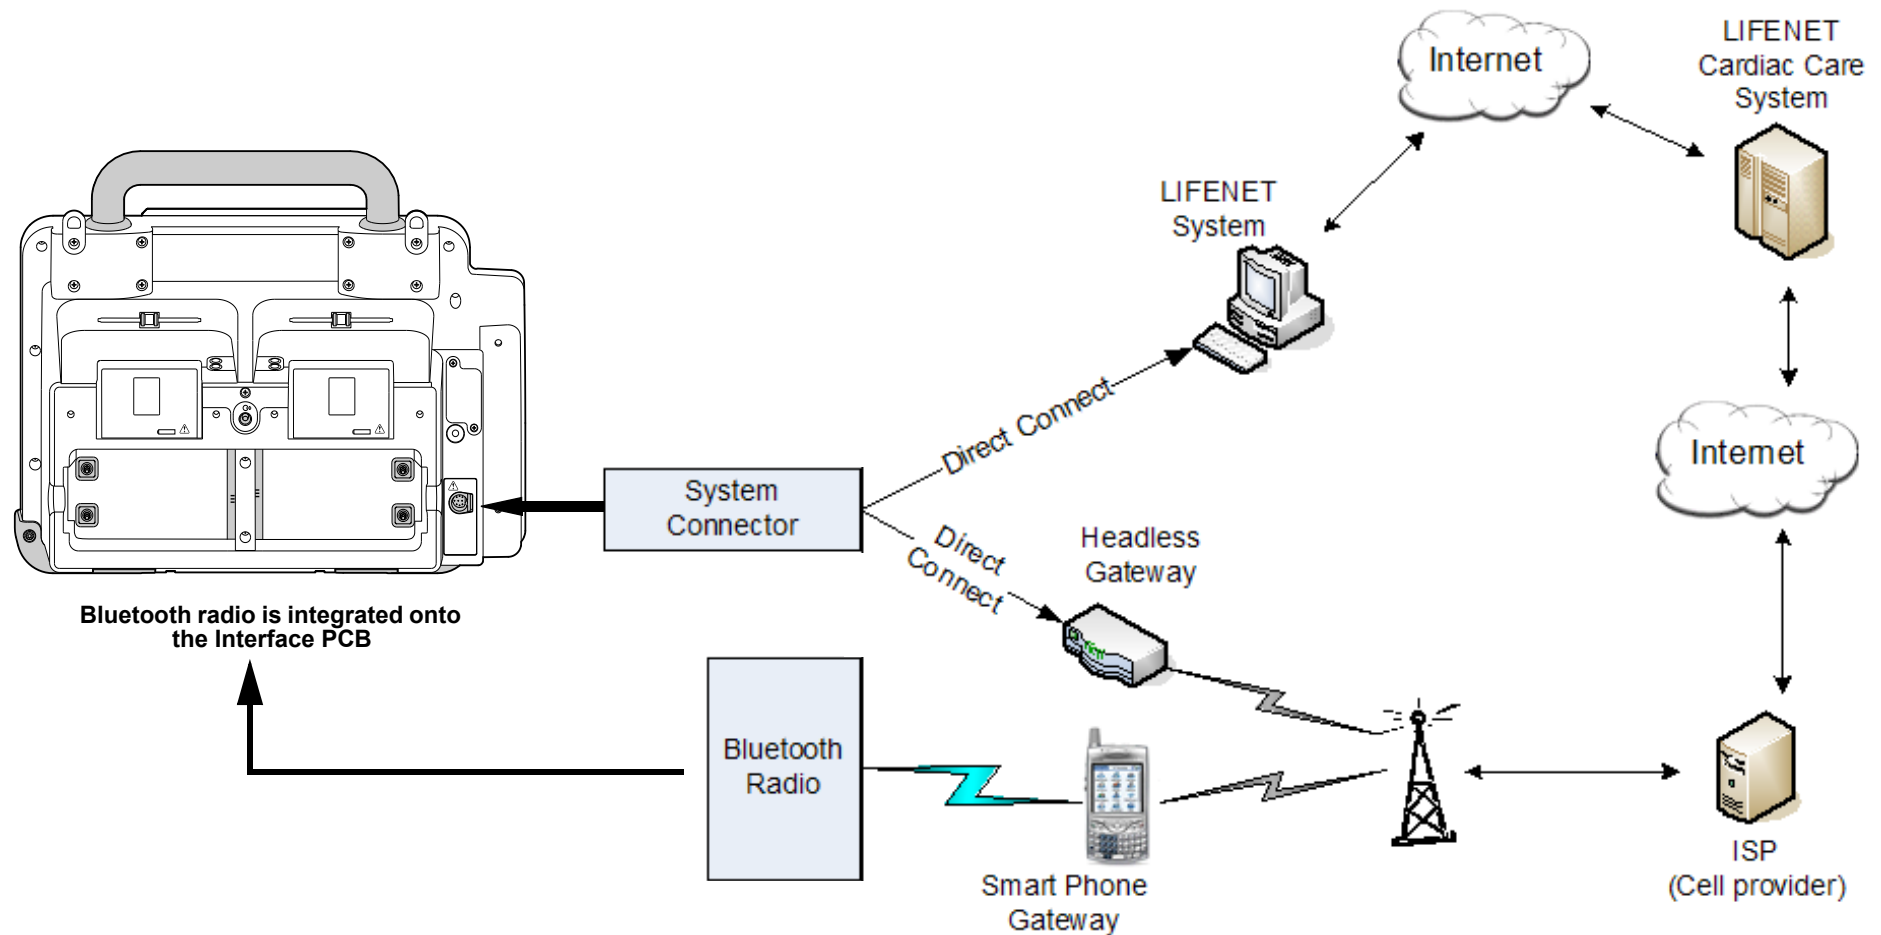 Internet
LIFENET
Cardiac Care
System
LIFENET
System
Direct Connect
Internet
System
Connector
Direct
Connect
Headless
Gateway
Bluetooth radio is integrated onto
the Interface PCB
Bluetooth
Radio
Smart Phone
Gateway
ISP
(Cell provider)